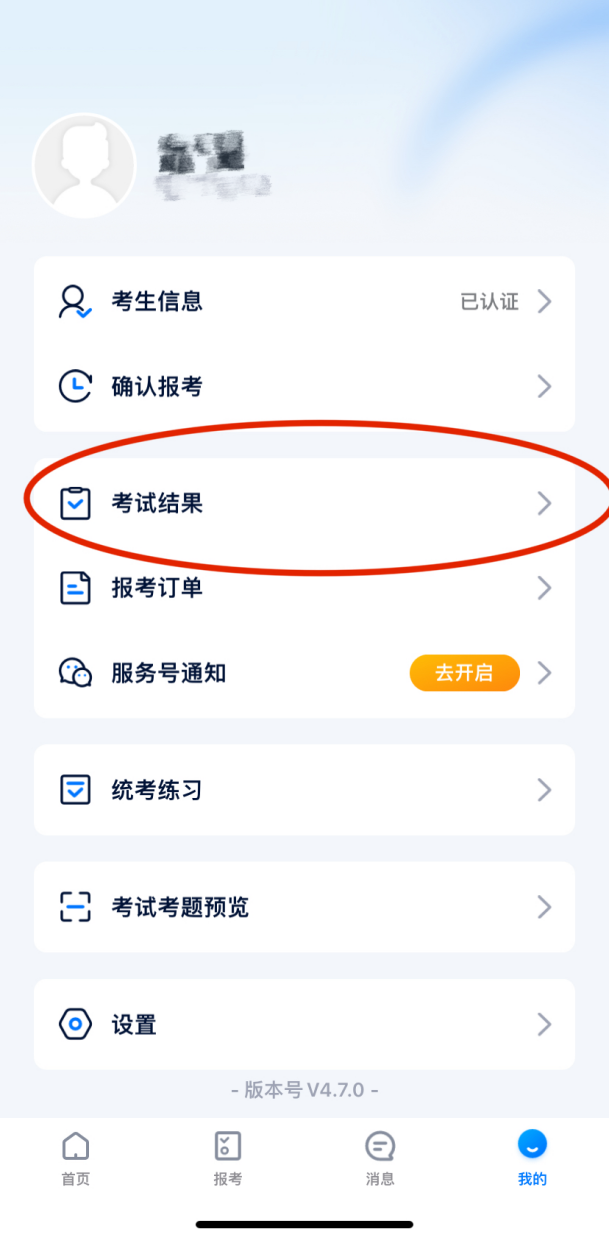 考生信息 已认证
确认报考
考试结果
报考订单
服务号通知 去开启
统考练习
考试考题预览
设置
- 版本号 V4.7.0 -
首页 报考 消息 我的